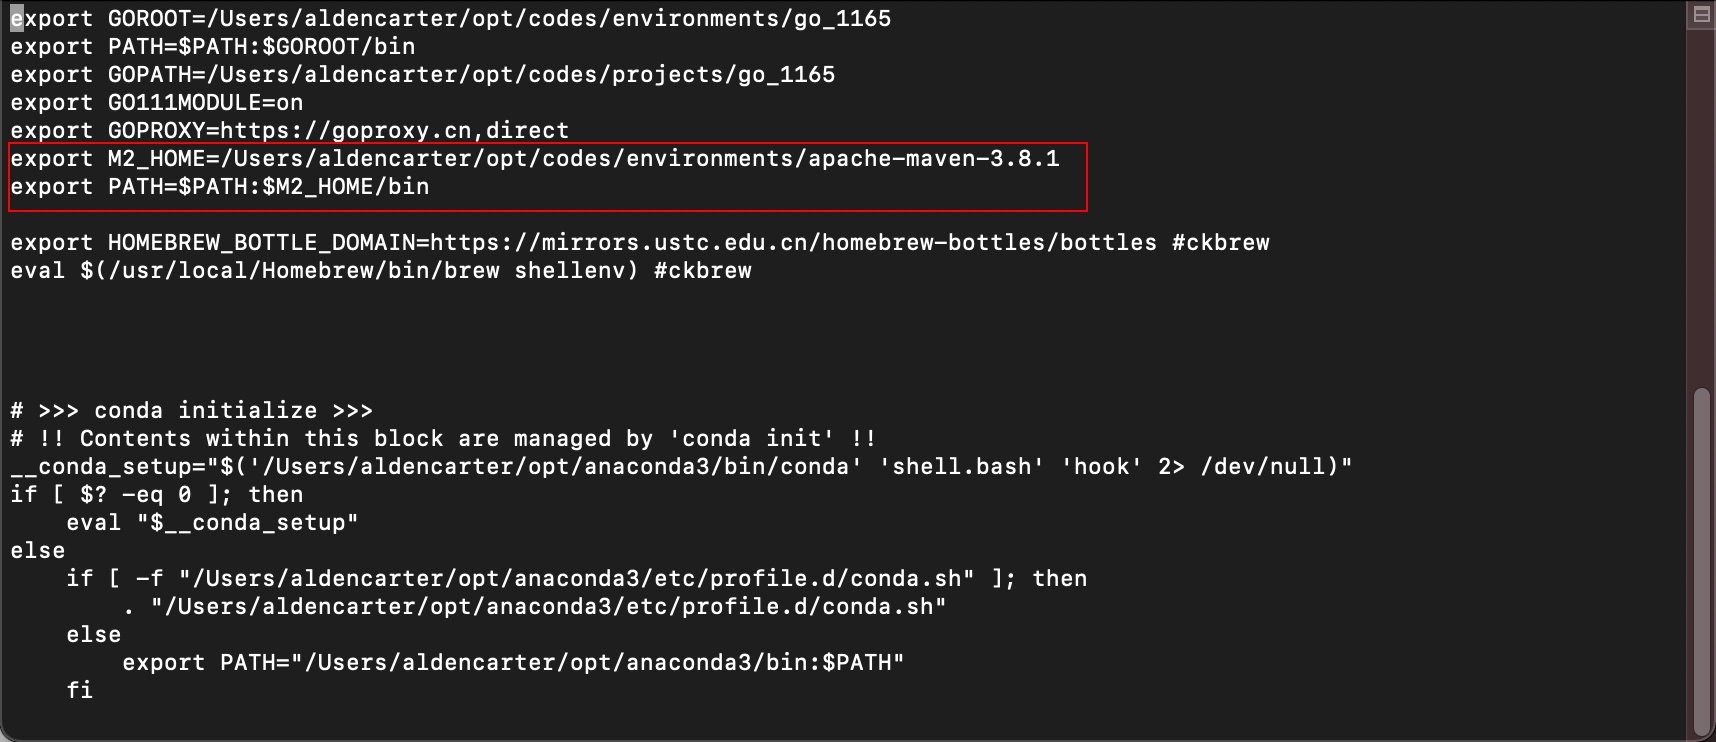 export GOROOT=/Users/aldencarter/opt/codes/environments/go_1165
export PATH=$PATH:$GOROOT/bin
export GOPATH=/Users/aldencarter/opt/codes/projects/go_1165
export GO111MODULE=on
export GOPROXY=https://goproxy.cn,direct
export M2_HOME=/Users/aldencarter/opt/codes/environments/apache-maven-3.8.1
export PATH=$PATH:$M2_HOME/bin
export HOMEBREW_BOTTLE_DOMAIN=https://mirrors.ustc.edu.cn/homebrew-bottles/bottles #ckbrew
eval $(/usr/local/Homebrew/bin/brew shellenv) #ckbrew
# >>> conda initialize >>>
# !! Contents within this block are managed by 'conda init' !!
__conda_setup="$('/Users/aldencarter/opt/anaconda3/bin/conda' 'shell.bash' 'hook' 2> /dev/null)"
if [ $? -eq 0 ]; then
    eval "$__conda_setup"
else
    if [ -f "/Users/aldencarter/opt/anaconda3/etc/profile.d/conda.sh" ]; then
        . "/Users/aldencarter/opt/anaconda3/etc/profile.d/conda.sh"
    else
        export PATH="/Users/aldencarter/opt/anaconda3/bin:$PATH"
    fi